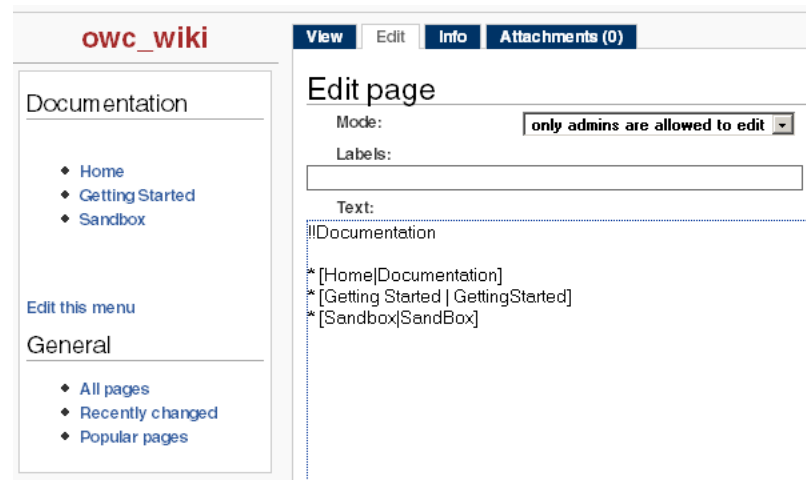 owc_wiki
Documentation
Home
Getting Started
Sandbox
Edit this menu
General
All pages
Recently changed
Popular pages
View Edit Info Attachments (0)
Edit page
Mode: only admins are allowed to edit
Labels:
Text:
!!Documentation
* [Home|Documentation]
* [Getting Started | GettingStarted]
* [Sandbox|SandBox]